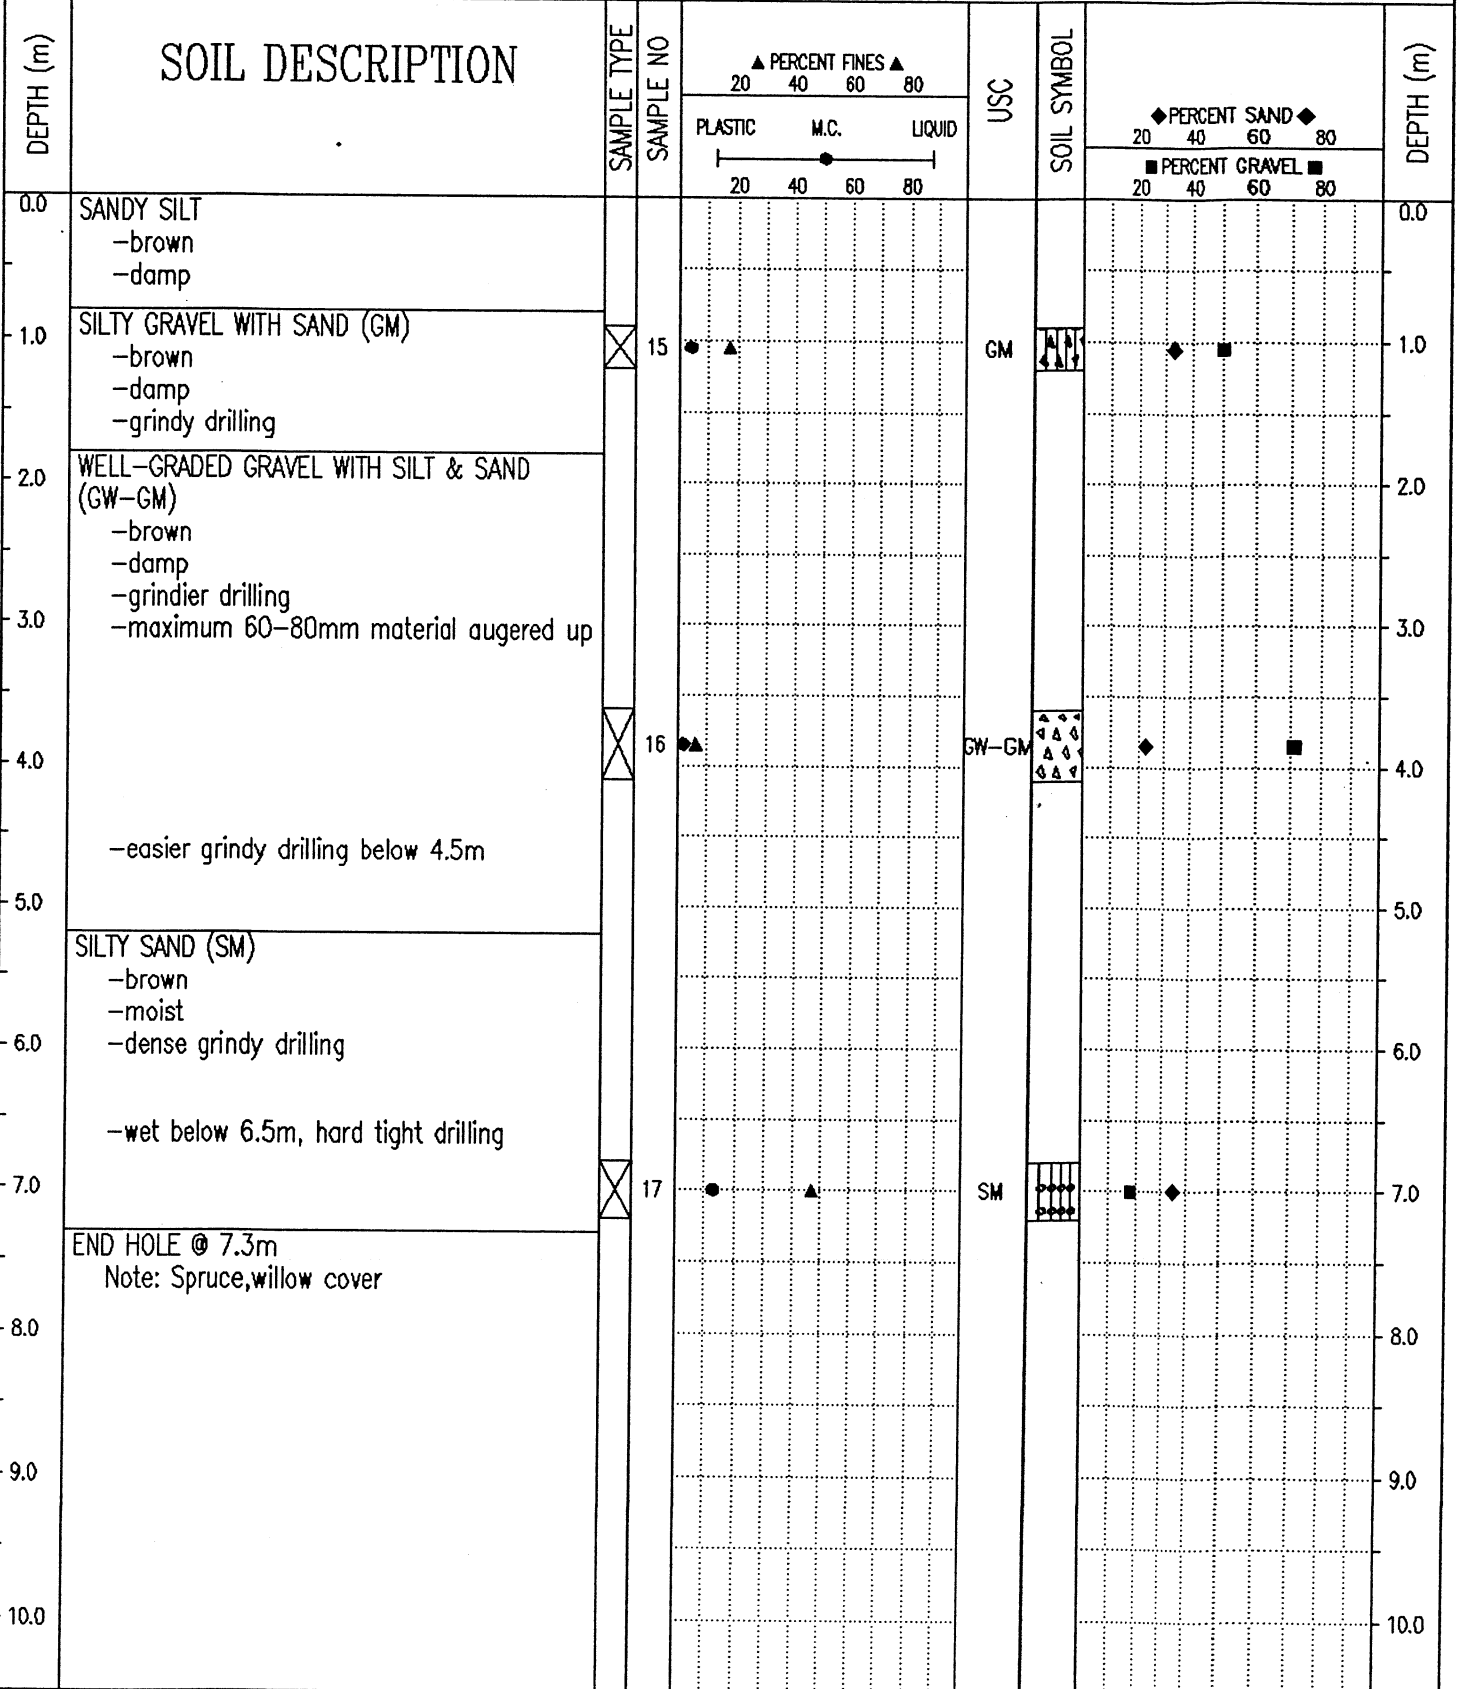 DEPTH (m)
SOIL DESCRIPTION
SAMPLE TYPE
SAMPLE NO
▲ PERCENT FINES ▲
20 40 60 80
PLASTIC M.C. LIQUID
20 40 60 80
USC
SOIL SYMBOL
◆PERCENT SAND◆
20 40 60 80
■PERCENT GRAVEL■
20 40 60 80
DEPTH (m)
0.0 SANDY SILT 0.0
-brown
-damp
SILTY GRAVEL WITH SAND (GM)
1.0 15 GM 1.0
-brown
-damp
-grindy drilling
WELL-GRADED GRAVEL WITH SILT & SAND
2.0 2.0
(GW-GM)
-brown
-damp
-grindier drilling
3.0 -maximum 60-80mm material augered up 3.0
16 GW-GM
4.0 4.0
-easier grindy drilling below 4.5m
5.0 5.0
SILTY SAND (SM)
-brown
-moist
6.0 -dense grindy drilling 6.0
-wet below 6.5m, hard tight drilling
7.0 17 SM 7.0
END HOLE @ 7.3m
Note: Spruce,willow cover
8.0 8.0
9.0 9.0
10.0 10.0